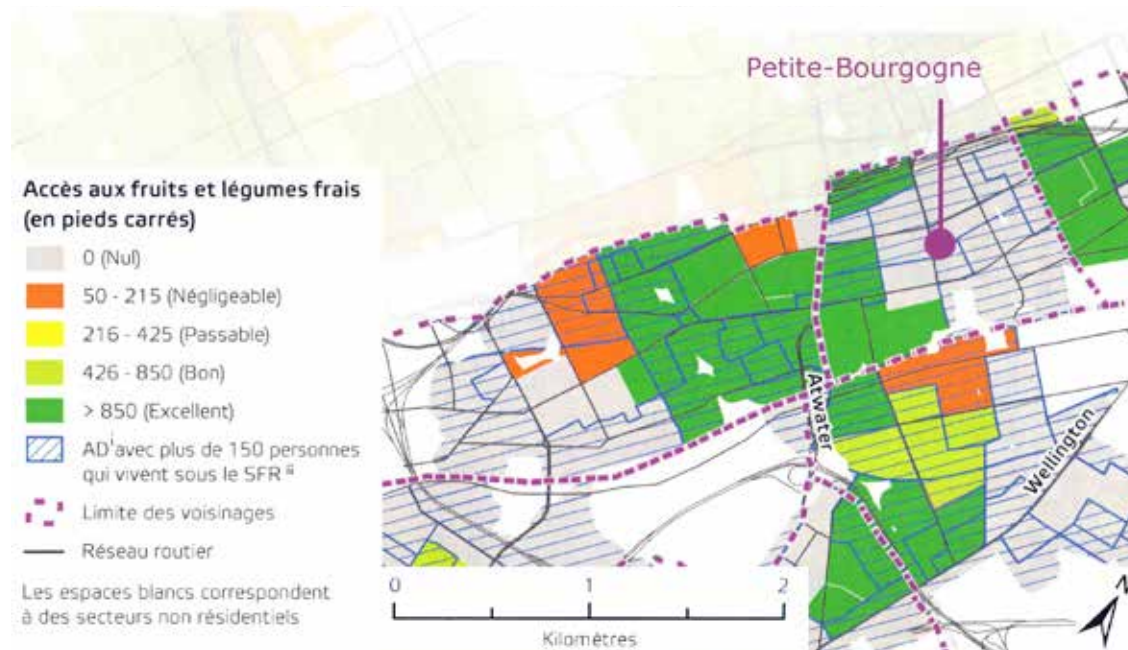 Petite-Bourgogne
Accès aux fruits et légumes frais
(en pieds carrés)
0 (Nul)
50 - 215 (Négligeable)
216 - 425 (Passable)
426 - 850 (Bon)
> 850 (Excellent)
ADⁱ avec plus de 150 personnes
qui vivent sous le SFR ⁱⁱ
Limite des voisinages
Réseau routier
Les espaces blancs correspondent
à des secteurs non résidentiels
Atwater
Wellington
0 1 2
Kilomètres
N